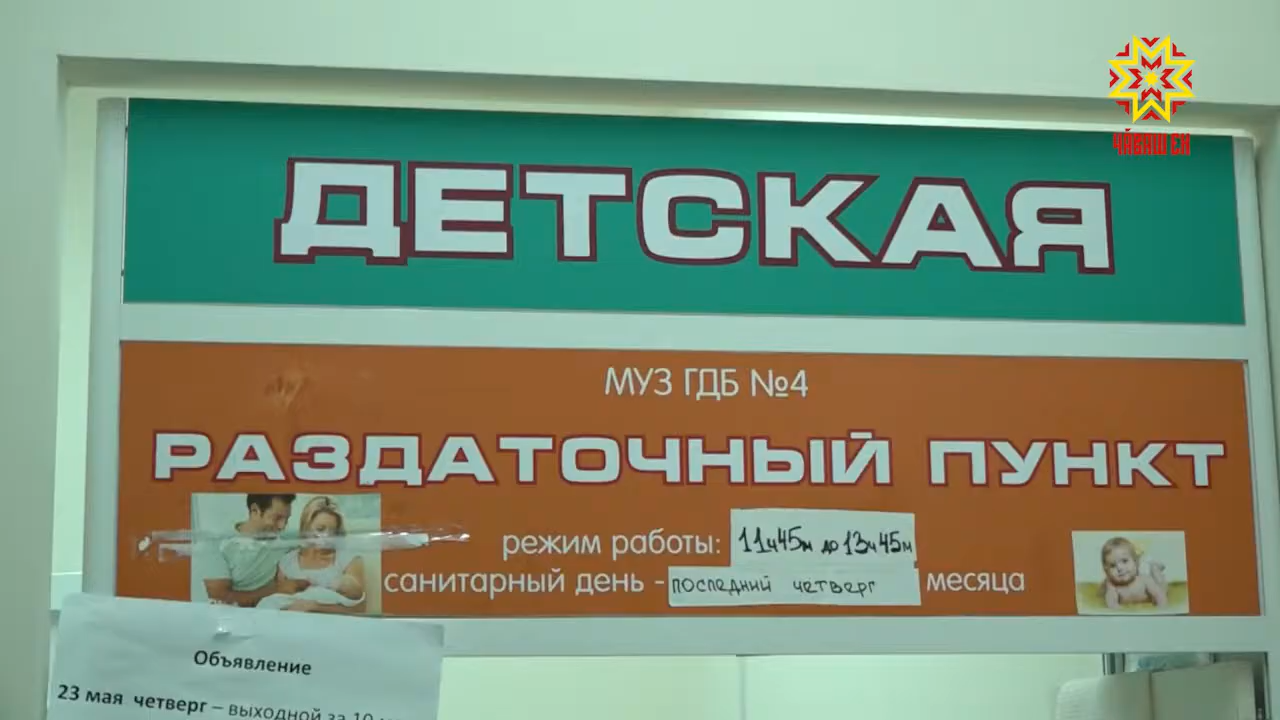 ЧӐВАШ ЕН
ДЕТСКАЯ
МУЗ ГДБ №4
РАЗДАТОЧНЫЙ ПУНКТ
режим работы: 11ч45м до 13ч45м
санитарный день - последний четверг месяца
Объявление
23 мая четверг – выходной за 10